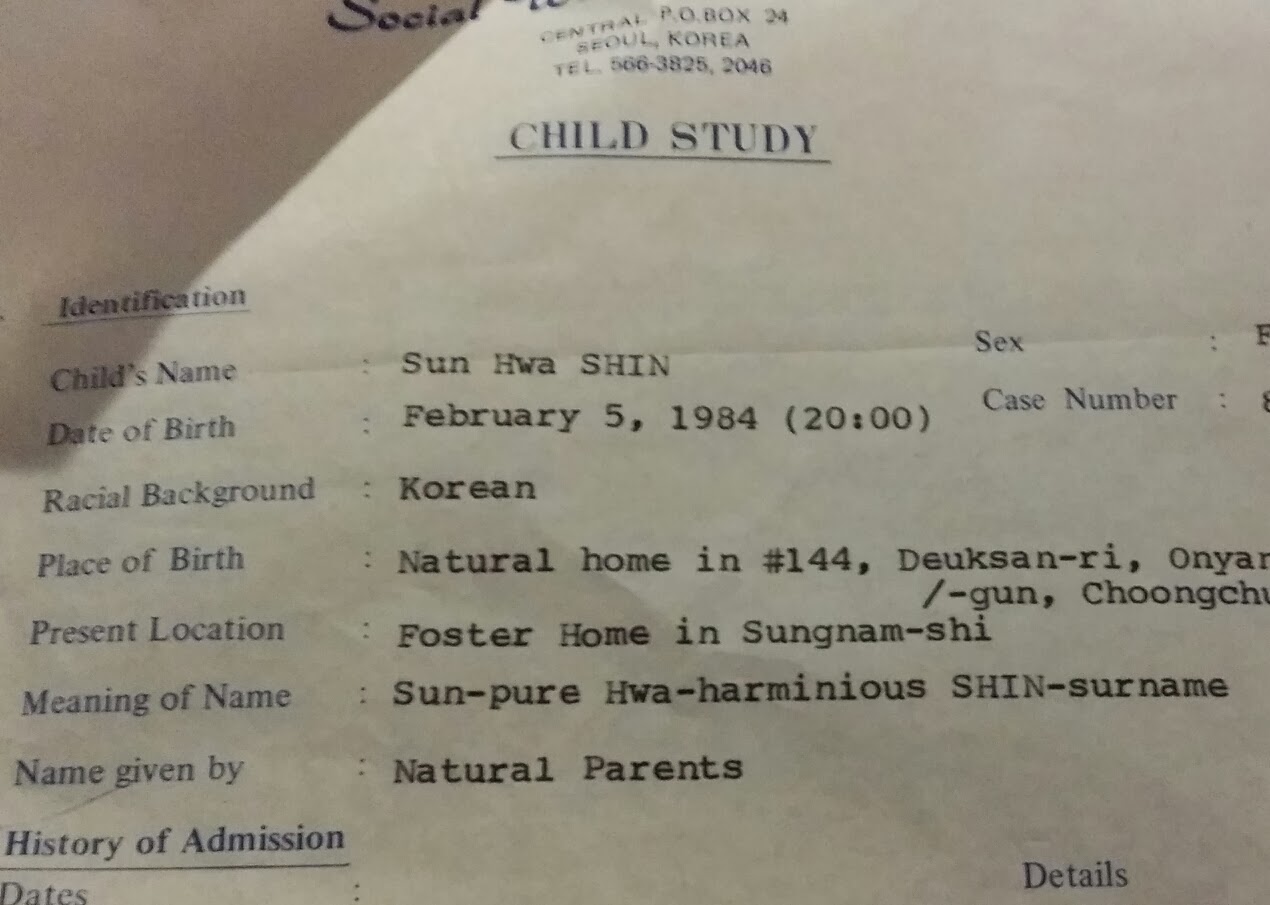 Social
CENTRAL P.O.BOX 24
SEOUL, KOREA
TEL. 566-3825, 2046
CHILD STUDY
Identification
Sex : F
Child's Name : Sun Hwa SHIN
Case Number : 8
Date of Birth : February 5, 1984 (20:00)
Racial Background : Korean
Place of Birth : Natural home in #144, Deuksan-ri, Onyan
/-gun, Choongchu
Present Location : Foster Home in Sungnam-shi
Meaning of Name : Sun-pure Hwa-harminious SHIN-surname
Name given by : Natural Parents
History of Admission
Details
Dates :